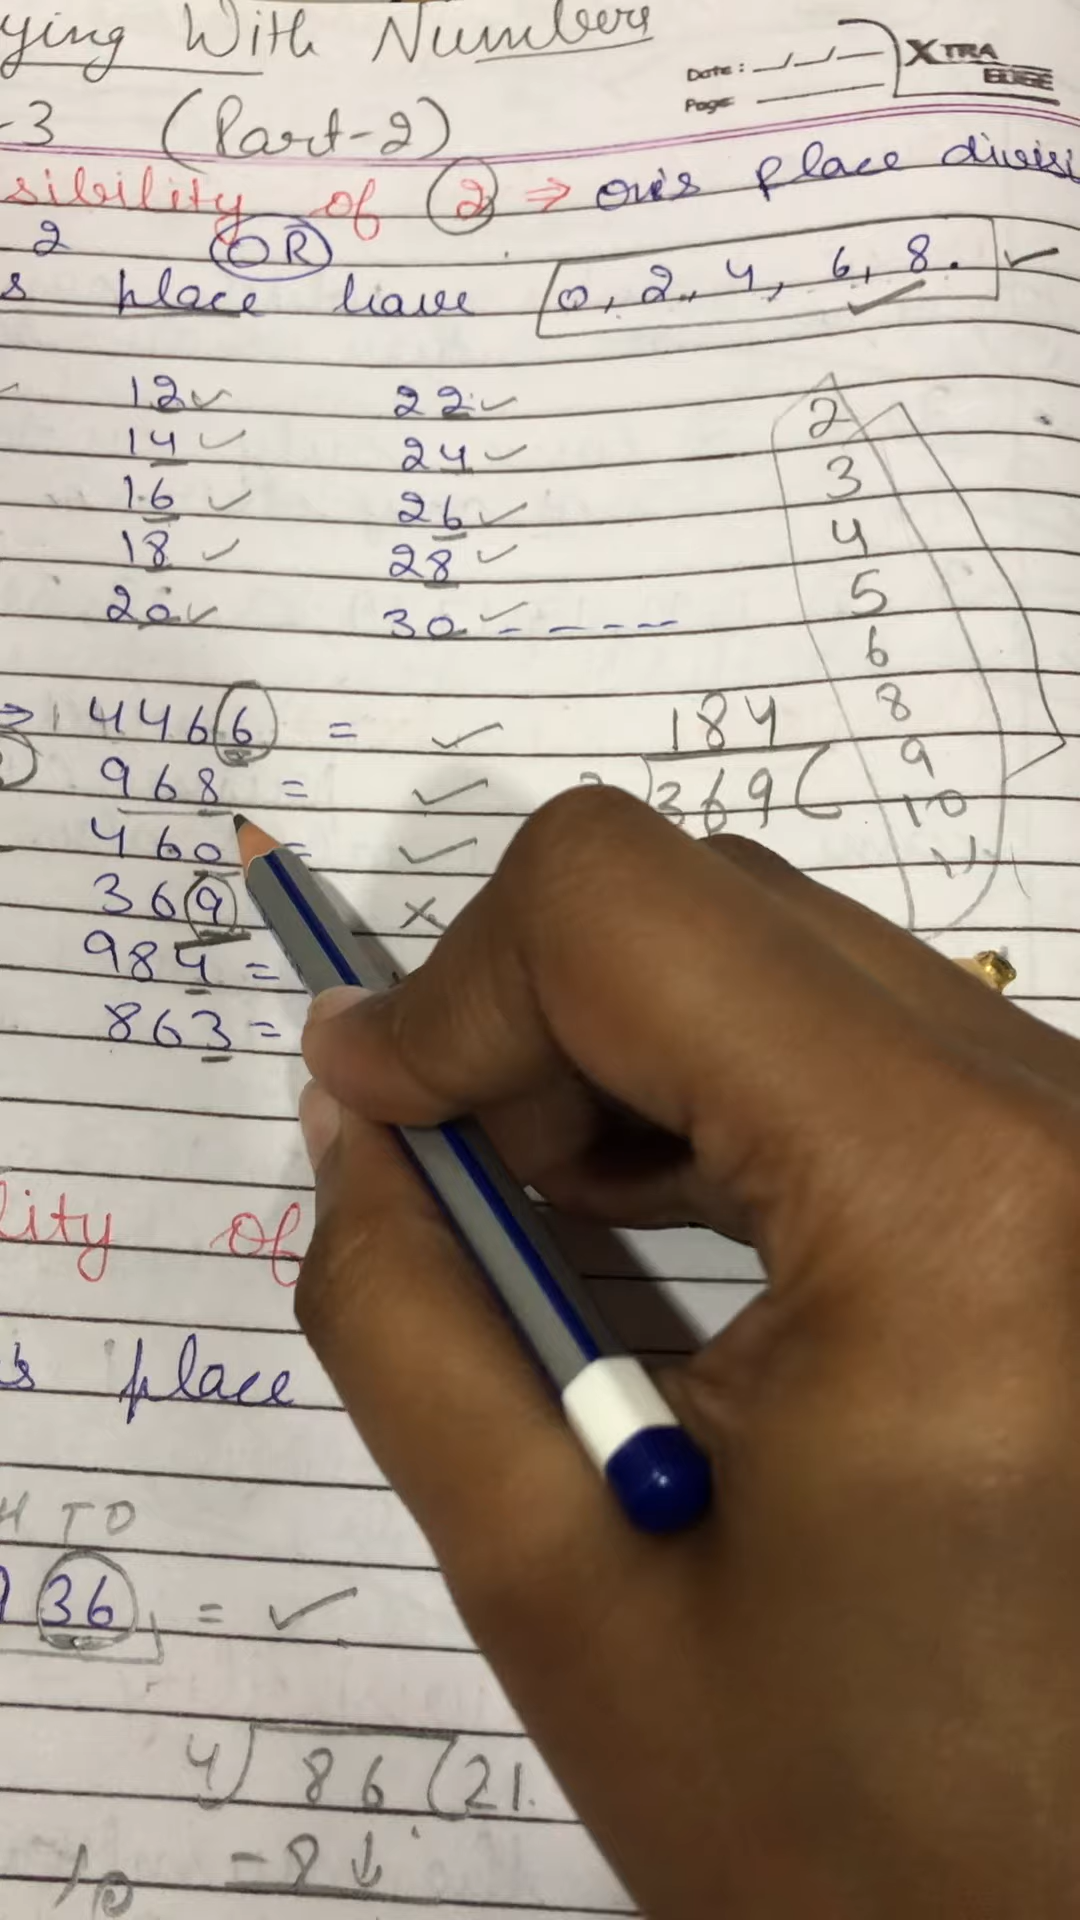 ying With Numbers
Date :
XTRA EDGE
Page
-3 (Part-2)
sibility of 2 ⇒ one's place divisi
2 OR
s place have 0, 2, 4, 6, 8.
12 22 2
14 24 3
16 26 4
18 28 5
20 30 - - - - 6
4466 = ✓ 184 8
968 = ✓ 369 9
460 = ✓ 10
369 ×
984 =
863 =
lity of
's place
H T O
36 = ✓
4) 86 (21.
-8↓